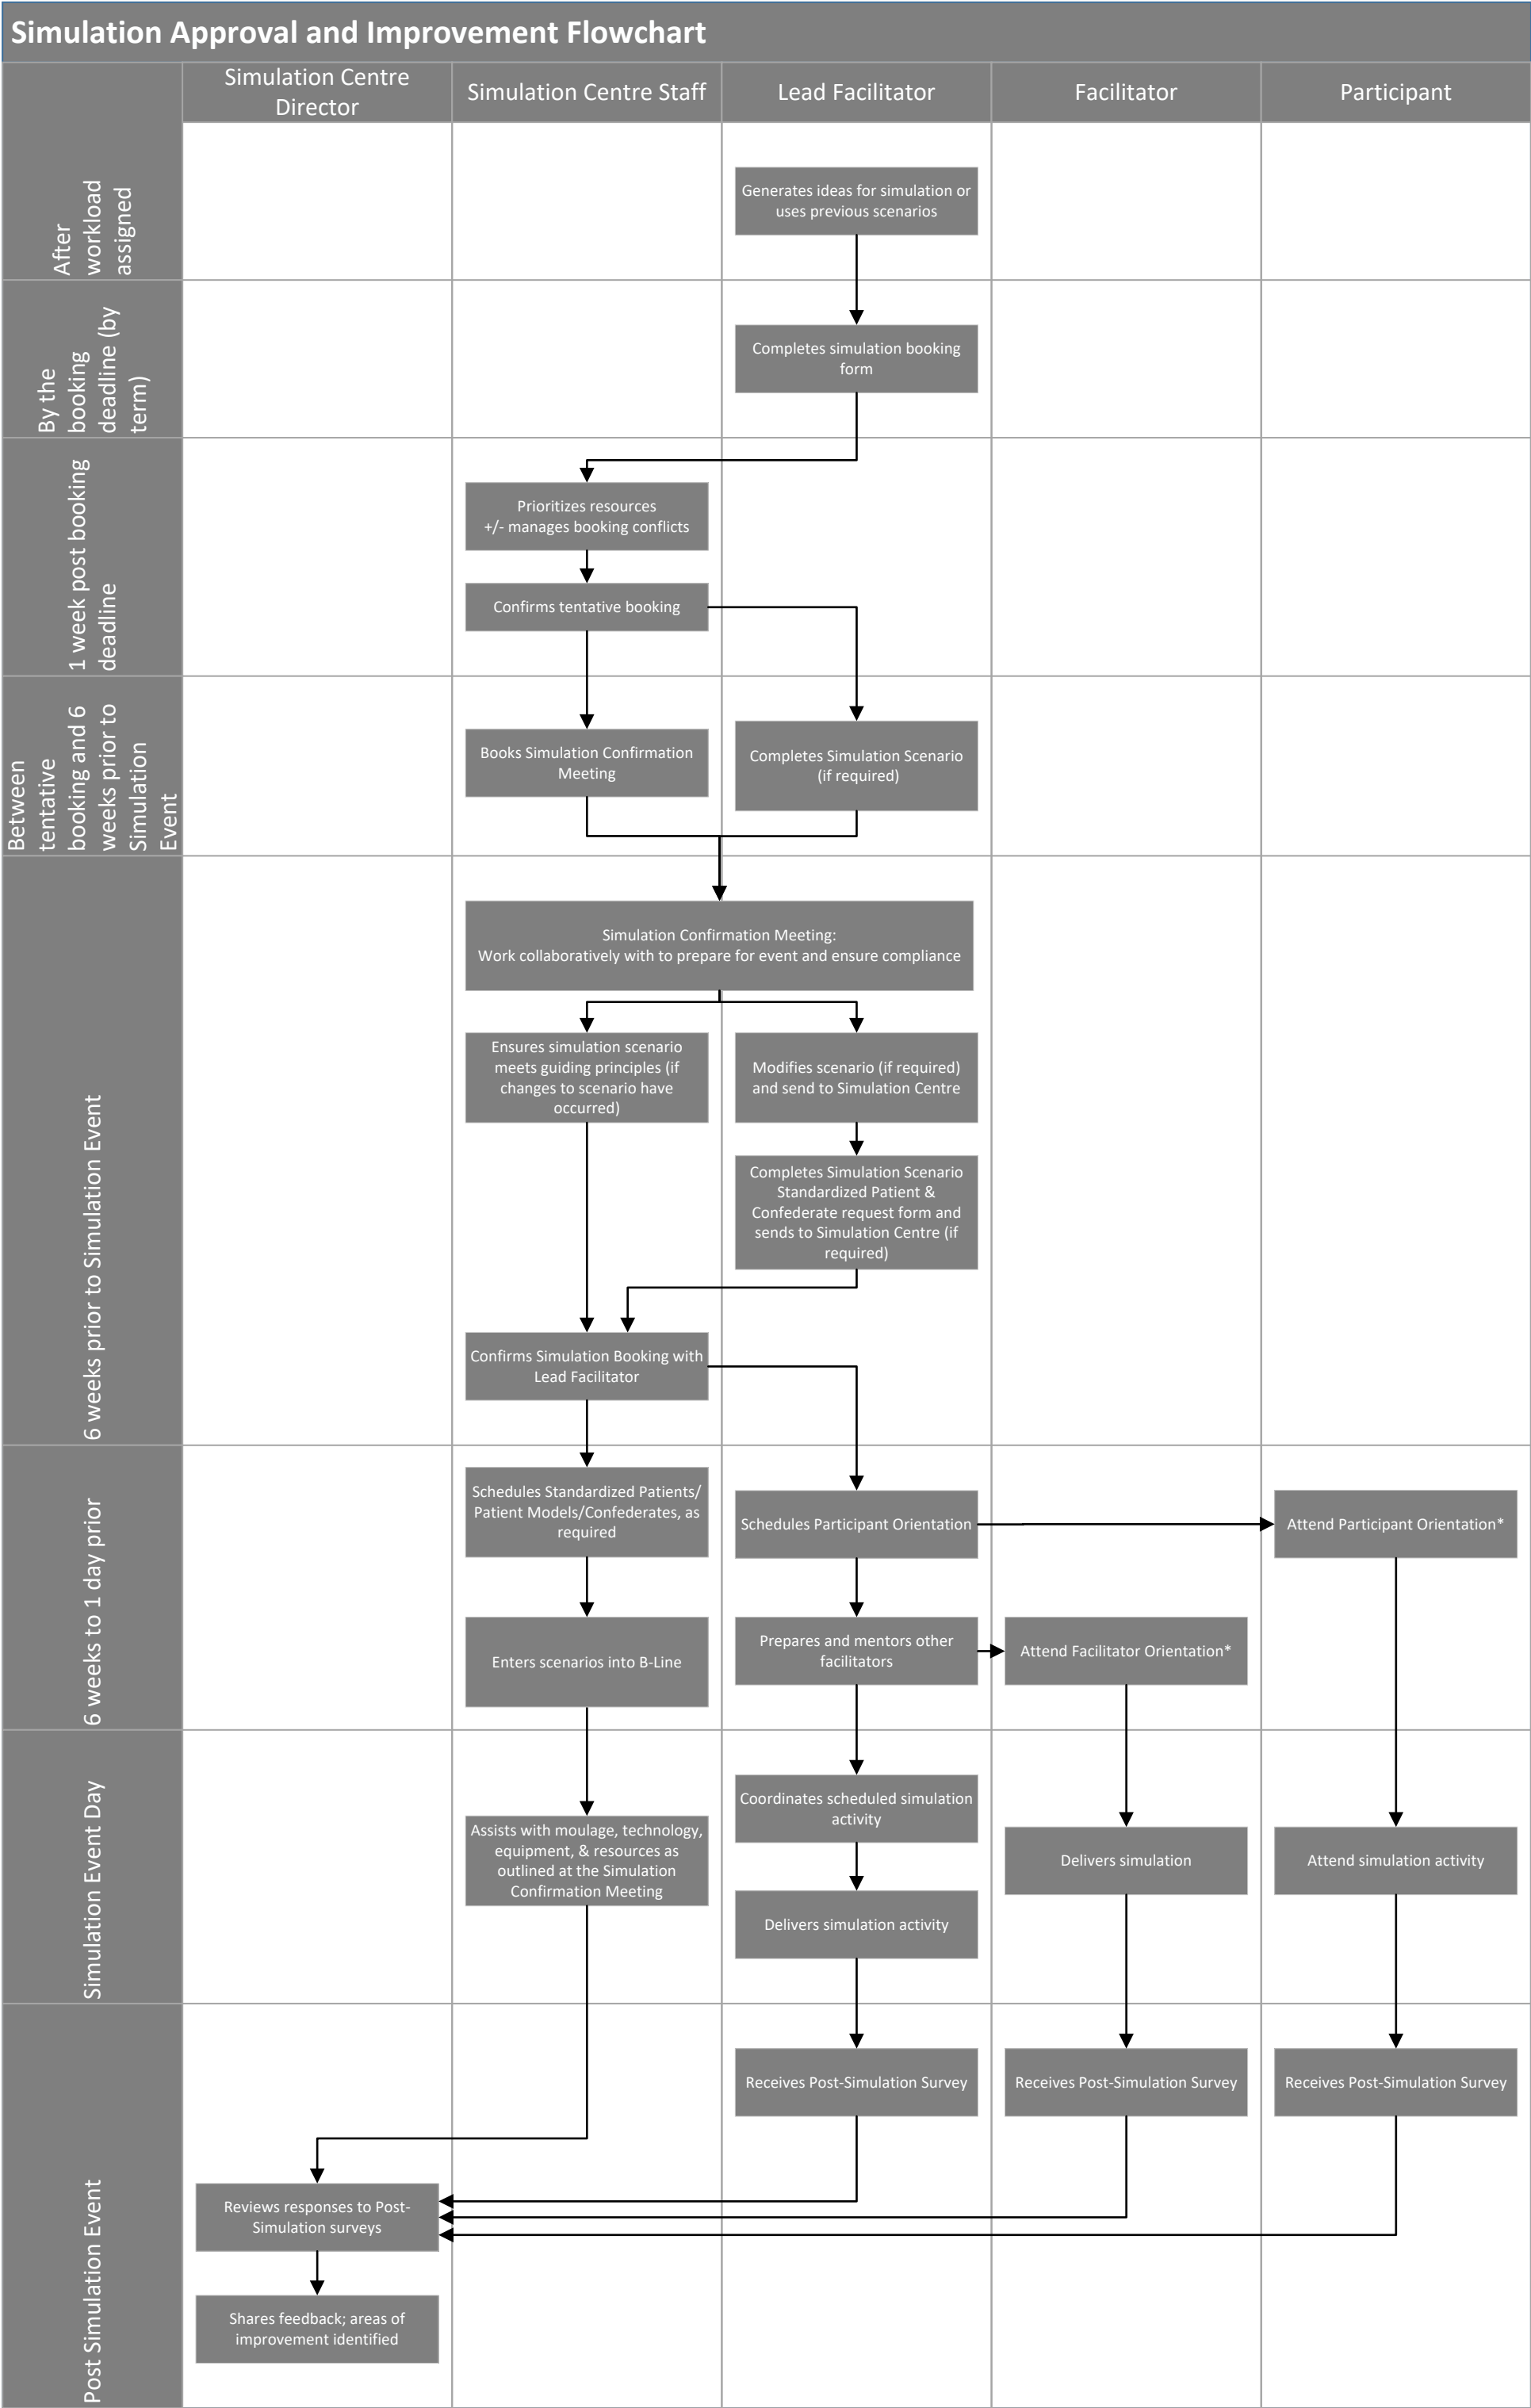 Simulation Approval and Improvement Flowchart
Simulation Centre
Director
Simulation Centre Staff
Lead Facilitator
Facilitator
Participant
After
workload
assigned
Generates ideas for simulation or
uses previous scenarios
By the
booking
deadline (by
term)
Completes simulation booking
form
1 week post booking
deadline
Prioritizes resources
+/- manages booking conflicts
Confirms tentative booking
Between
tentative
booking and 6
weeks prior to
Simulation
Event
Books Simulation Confirmation
Meeting
Completes Simulation Scenario
(if required)
6 weeks prior to Simulation Event
Simulation Confirmation Meeting:
Work collaboratively with to prepare for event and ensure compliance
Ensures simulation scenario
meets guiding principles (if
changes to scenario have
occurred)
Modifies scenario (if required)
and send to Simulation Centre
Completes Simulation Scenario
Standardized Patient &
Confederate request form and
sends to Simulation Centre (if
required)
Confirms Simulation Booking with
Lead Facilitator
6 weeks to 1 day prior
Schedules Standardized Patients/
Patient Models/Confederates, as
required
Schedules Participant Orientation
Attend Participant Orientation*
Enters scenarios into B-Line
Prepares and mentors other
facilitators
Attend Facilitator Orientation*
Simulation Event Day
Coordinates scheduled simulation
activity
Assists with moulage, technology,
equipment, & resources as
outlined at the Simulation
Confirmation Meeting
Delivers simulation
Attend simulation activity
Delivers simulation activity
Post Simulation Event
Receives Post-Simulation Survey
Receives Post-Simulation Survey
Receives Post-Simulation Survey
Reviews responses to Post-
Simulation surveys
Shares feedback; areas of
improvement identified